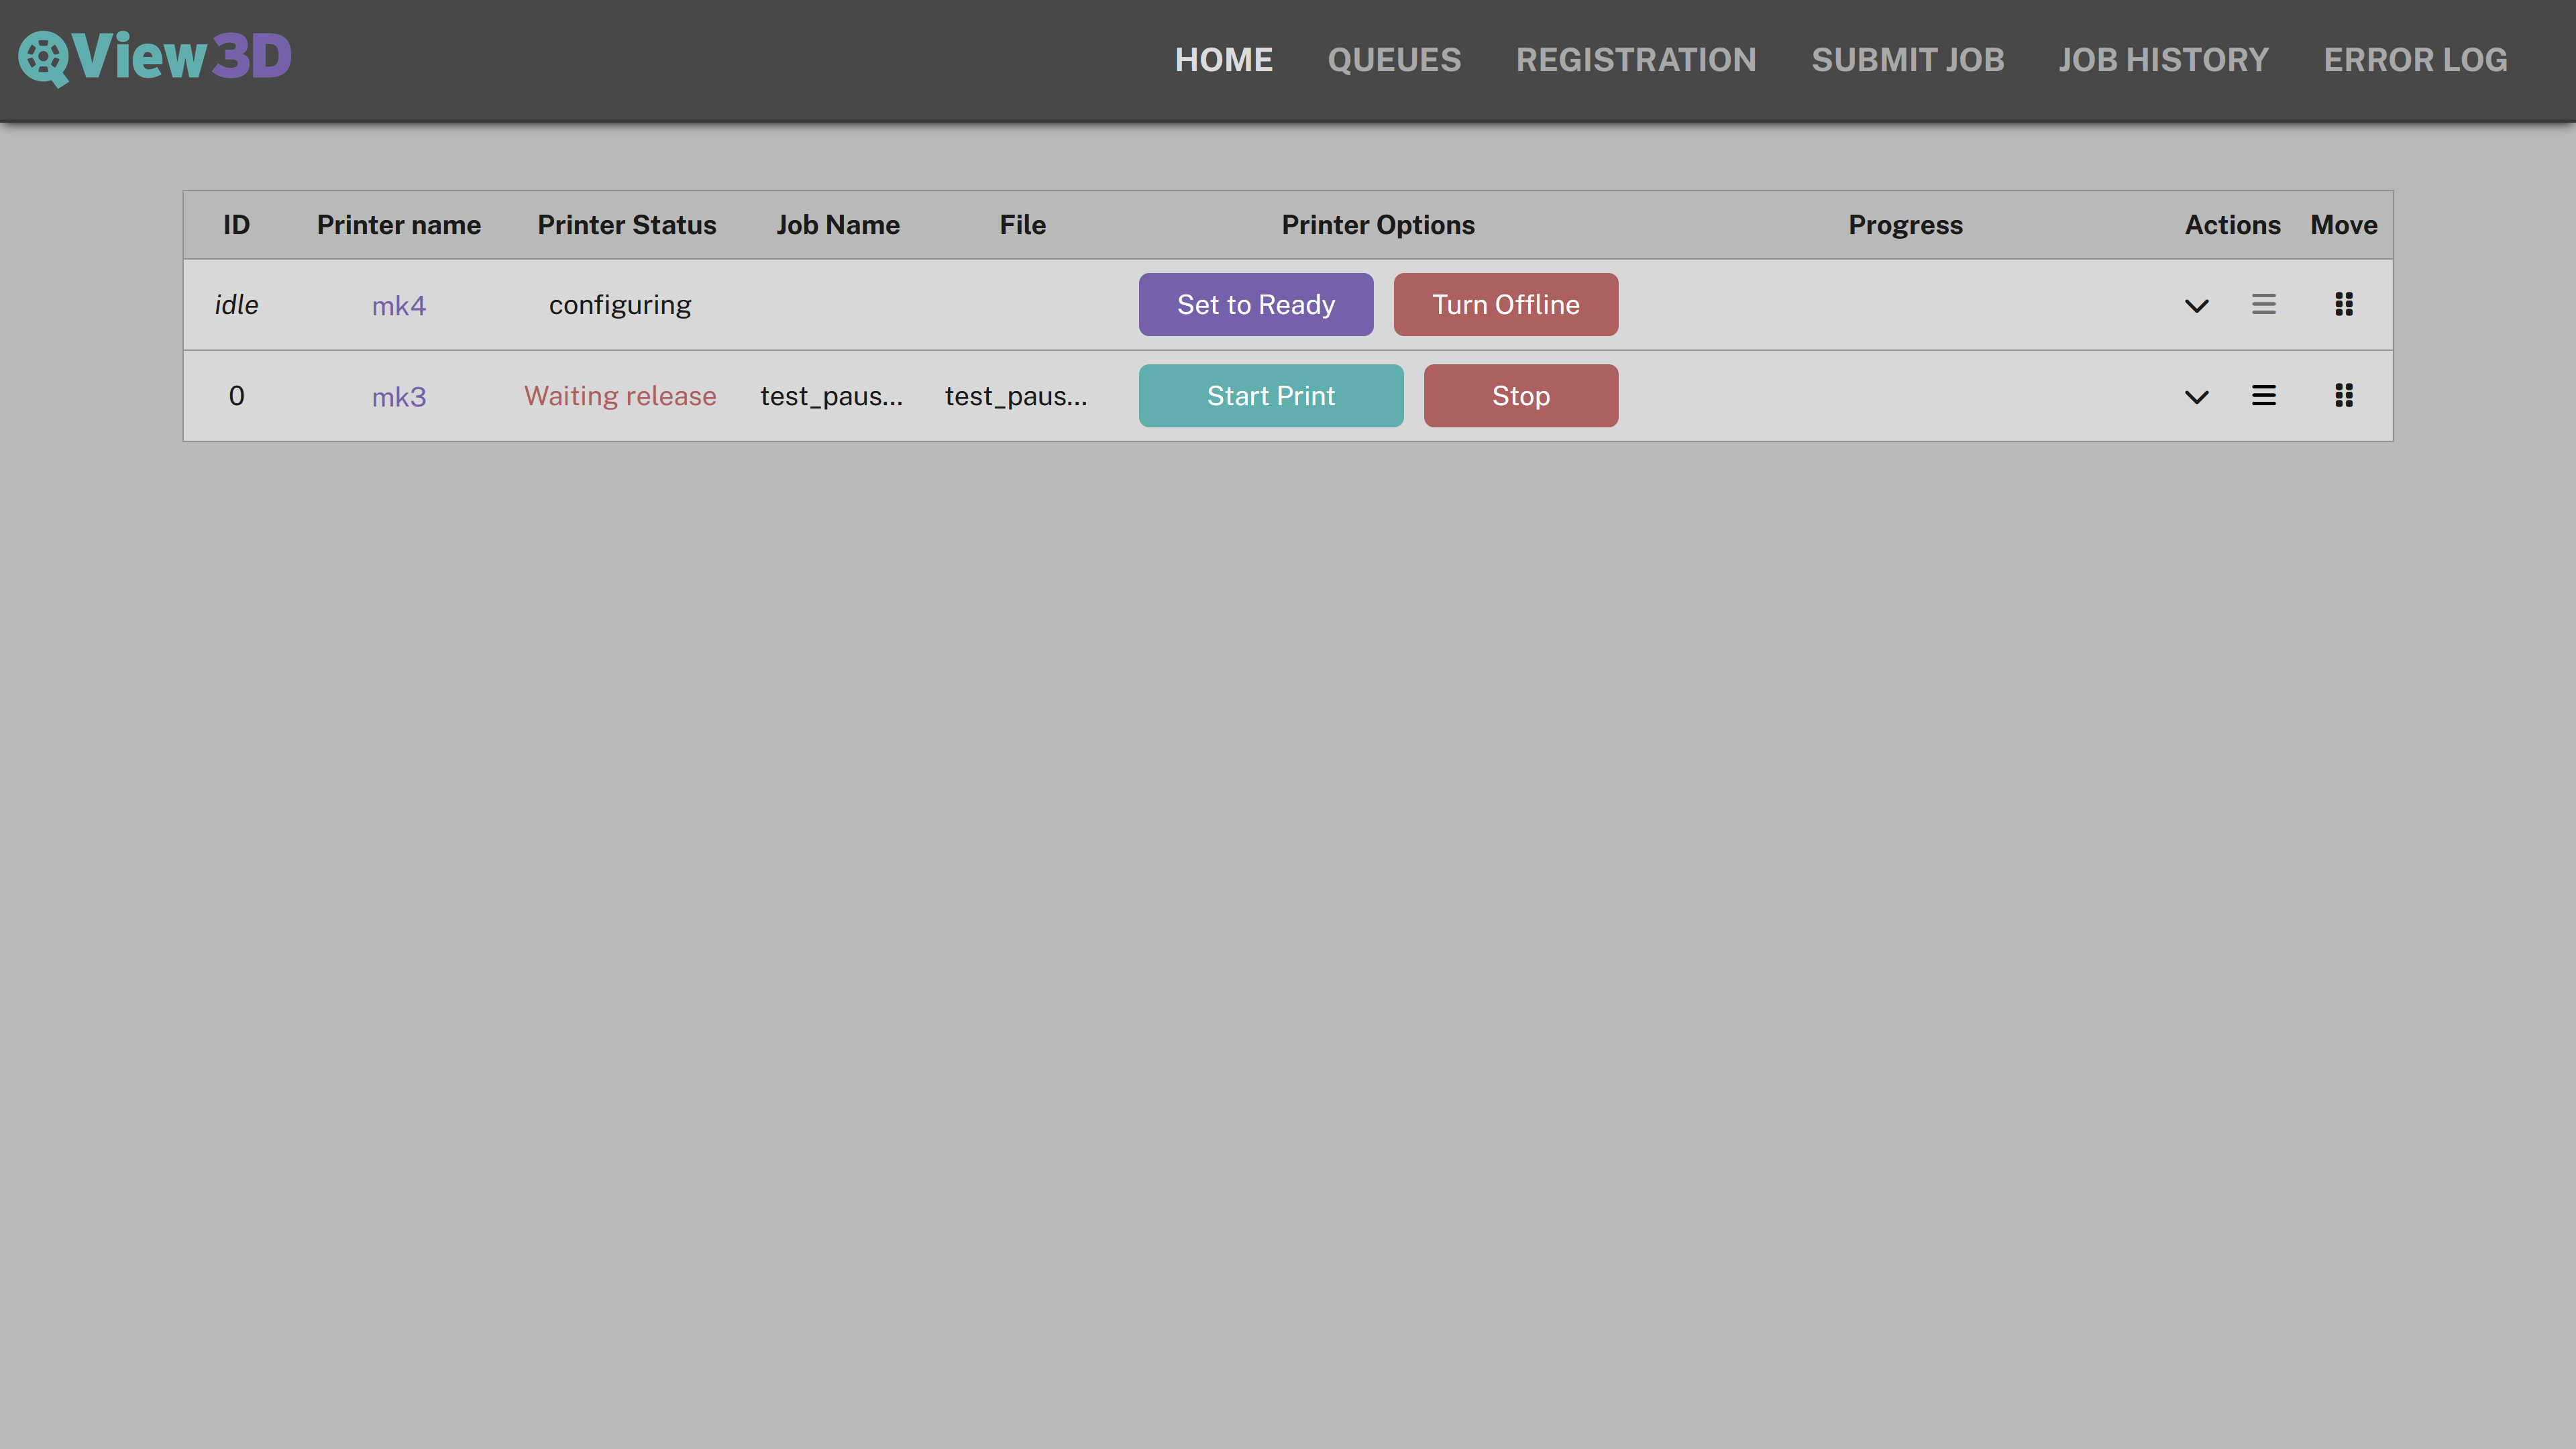 QView3D HOME QUEUES REGISTRATION SUBMIT JOB JOB HISTORY ERROR LOG
ID Printer name Printer Status Job Name File Printer Options Progress Actions Move
idle mk4 configuring Set to Ready Turn Offline
0 mk3 Waiting release test_paus... test_paus... Start Print Stop